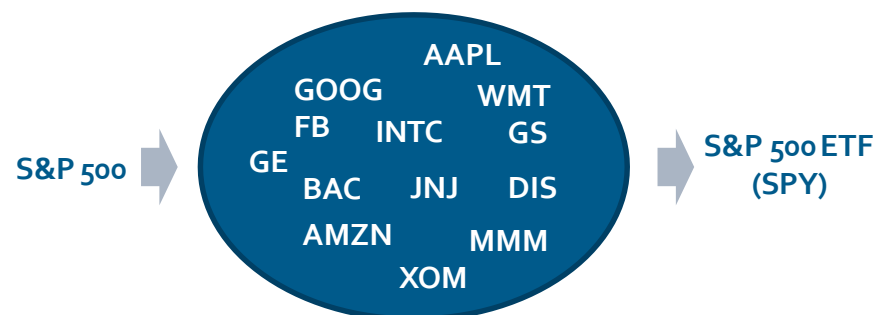 S&P 500
AAPL
GOOG
WMT
FB
INTC
GS
GE
BAC
JNJ
DIS
AMZN
MMM
XOM
S&P 500 ETF
(SPY)